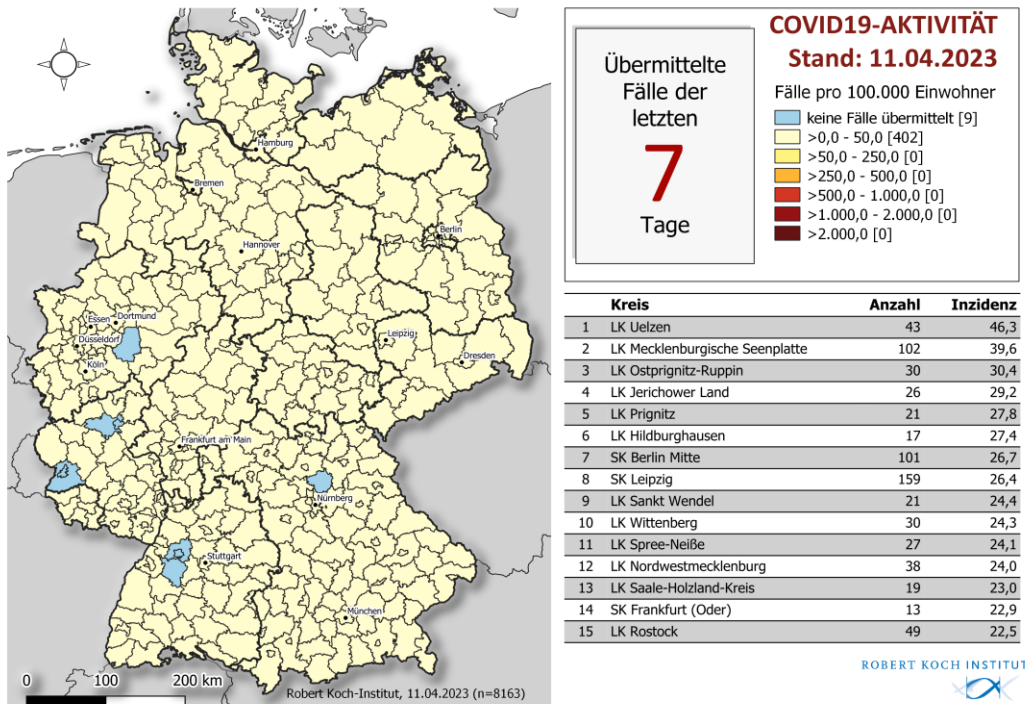 Hamburg
Bremen
Berlin
Hannover
Essen
Dortmund
Düsseldorf
Köln
Leipzig
Dresden
Frankfurt am Main
Nürnberg
Stuttgart
München
0 100 200 km
Robert Koch-Institut, 11.04.2023 (n=8163)
Übermittelte
Fälle der
letzten
7
Tage
COVID19-AKTIVITÄT
Stand: 11.04.2023
Fälle pro 100.000 Einwohner
keine Fälle übermittelt [9]
>0,0 - 50,0 [402]
>50,0 - 250,0 [0]
>250,0 - 500,0 [0]
>500,0 - 1.000,0 [0]
>1.000,0 - 2.000,0 [0]
>2.000,0 [0]
Kreis Anzahl Inzidenz
1 LK Uelzen 43 46,3
2 LK Mecklenburgische Seenplatte 102 39,6
3 LK Ostprignitz-Ruppin 30 30,4
4 LK Jerichower Land 26 29,2
5 LK Prignitz 21 27,8
6 LK Hildburghausen 17 27,4
7 SK Berlin Mitte 101 26,7
8 SK Leipzig 159 26,4
9 LK Sankt Wendel 21 24,4
10 LK Wittenberg 30 24,3
11 LK Spree-Neiße 27 24,1
12 LK Nordwestmecklenburg 38 24,0
13 LK Saale-Holzland-Kreis 19 23,0
14 SK Frankfurt (Oder) 13 22,9
15 LK Rostock 49 22,5
ROBERT KOCH INSTITUT